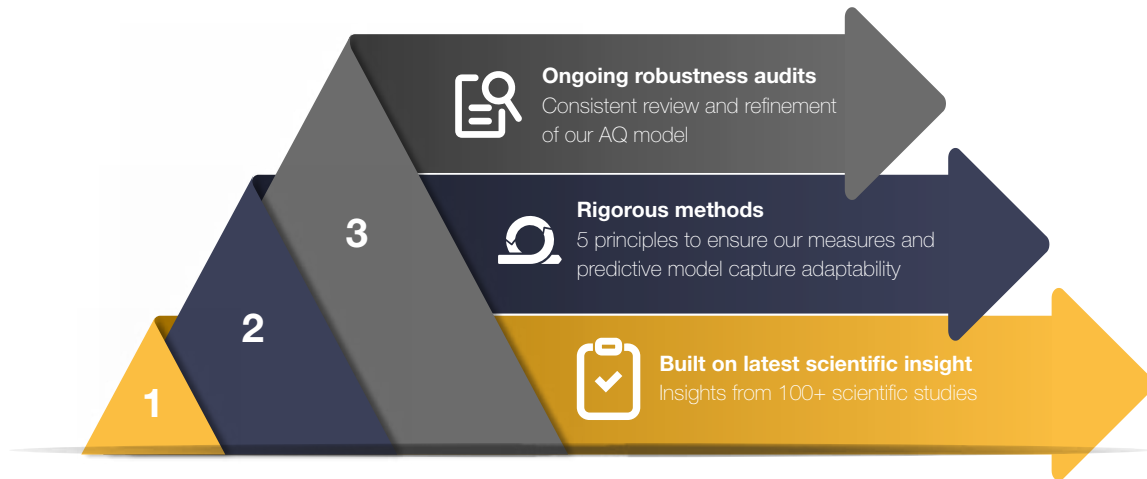 Ongoing robustness audits
Consistent review and refinement
of our AQ model
3
Rigorous methods
5 principles to ensure our measures and
predictive model capture adaptability
2
Built on latest scientific insight
Insights from 100+ scientific studies
1